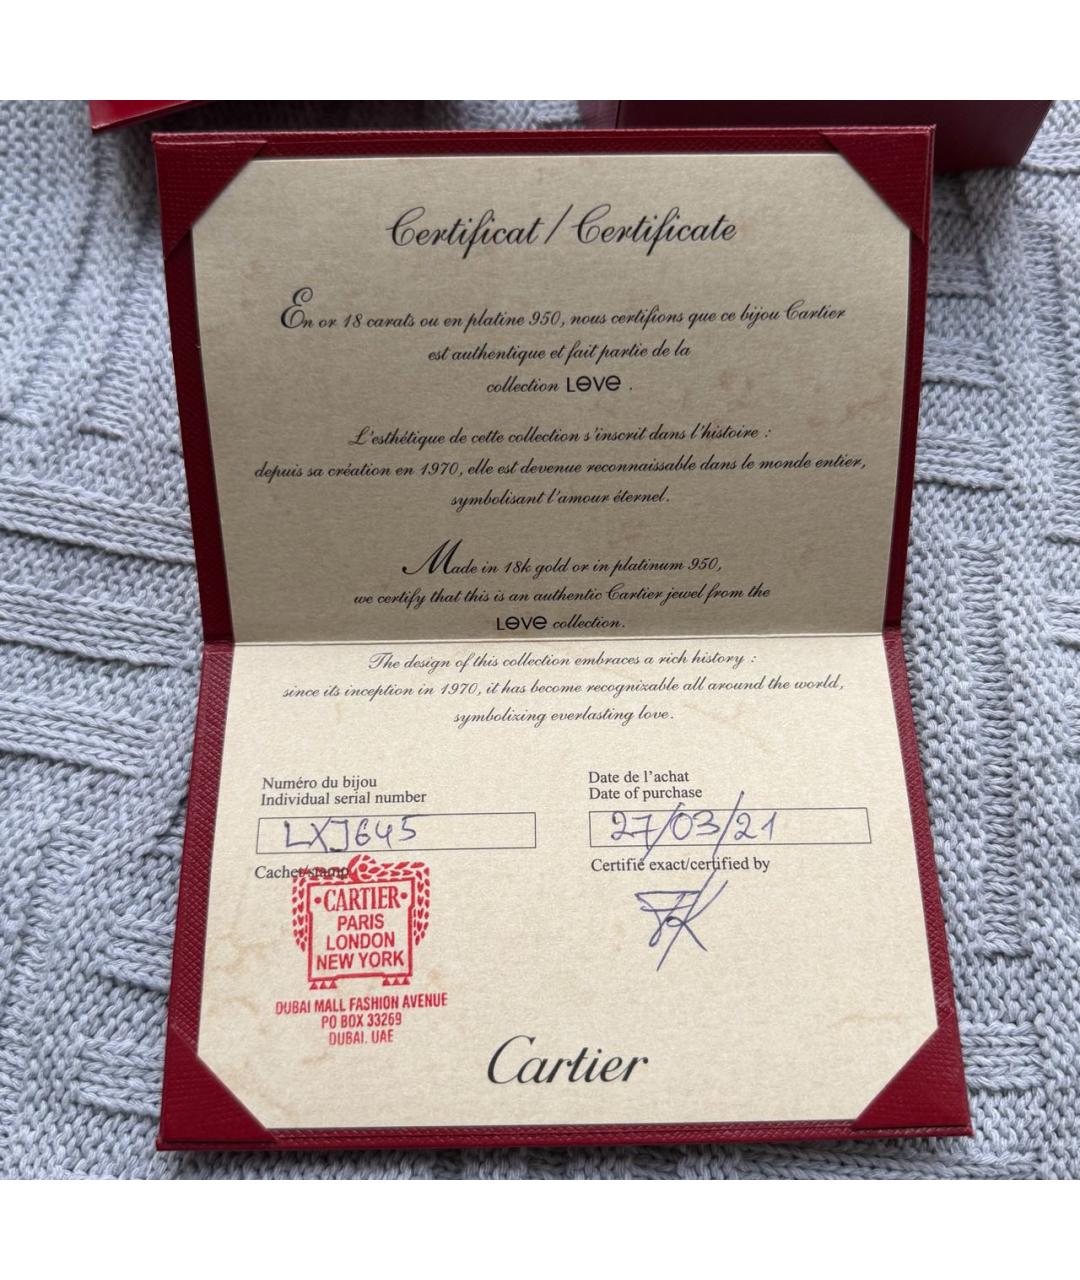 Certificat / Certificate
En or 18 carats ou en platine 950, nous certifions que ce bijou Cartier
est authentique et fait partie de la
collection LOVE .
L'esthétique de cette collection s'inscrit dans l'histoire :
depuis sa création en 1970, elle est devenue reconnaissable dans le monde entier,
symbolisant l'amour éternel.
Made in 18k gold or in platinum 950,
we certify that this is an authentic Cartier jewel from the
LOVE collection.
The design of this collection embraces a rich history :
since its inception in 1970, it has become recognizable all around the world,
symbolizing everlasting love.
Numéro du bijou
Individual serial number
LXJ645
Date de l'achat
Date of purchase
27/03/21
Cachet/stamp
Certifié exact/certified by
CARTIER
PARIS
LONDON
NEW YORK
DUBAI MALL FASHION AVENUE
PO BOX 33269
DUBAI. UAE
Cartier